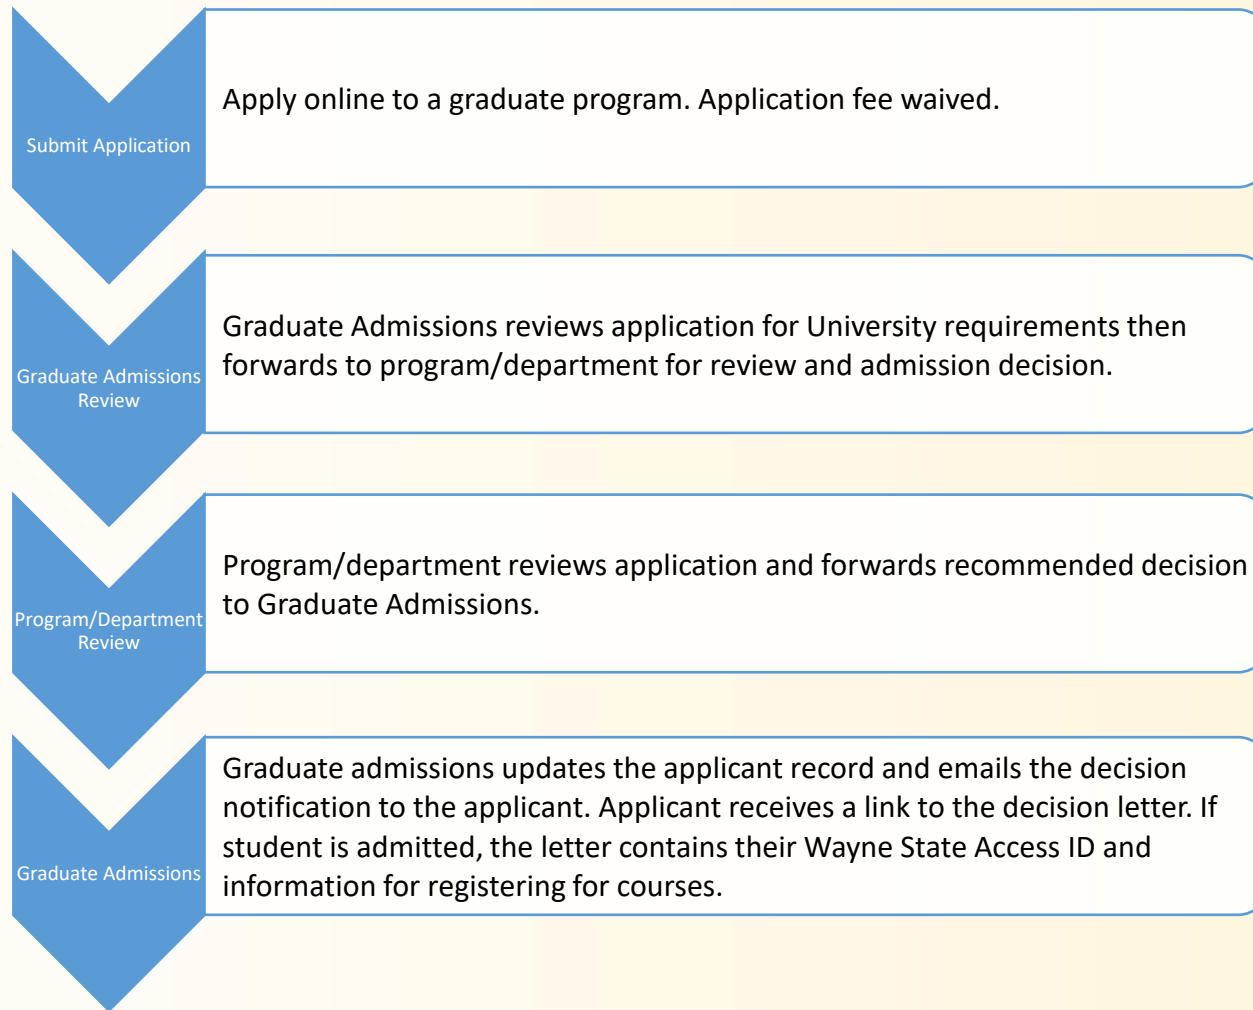 Submit Application
Apply online to a graduate program. Application fee waived.
Graduate Admissions
Review
Graduate Admissions reviews application for University requirements then
forwards to program/department for review and admission decision.
Program/Department
Review
Program/department reviews application and forwards recommended decision
to Graduate Admissions.
Graduate Admissions
Graduate admissions updates the applicant record and emails the decision
notification to the applicant. Applicant receives a link to the decision letter. If
student is admitted, the letter contains their Wayne State Access ID and
information for registering for courses.